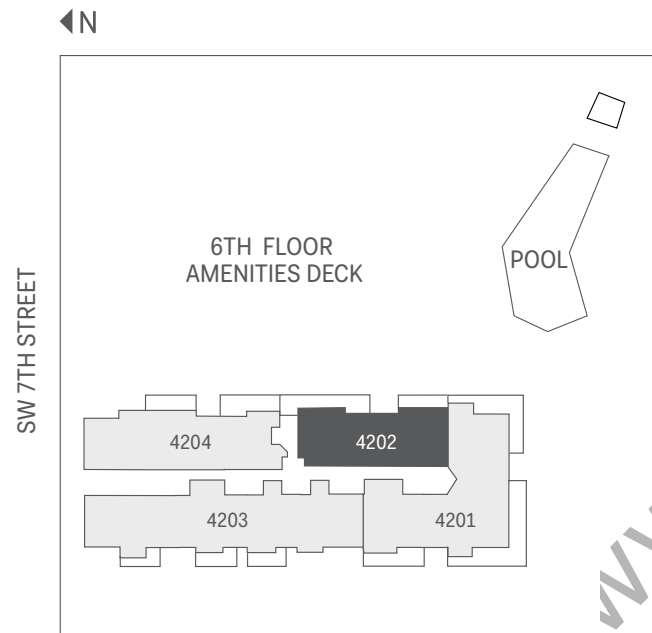 N
SW 7TH STREET
6TH FLOOR
AMENITIES DECK
POOL
4204
4202
4203
4201